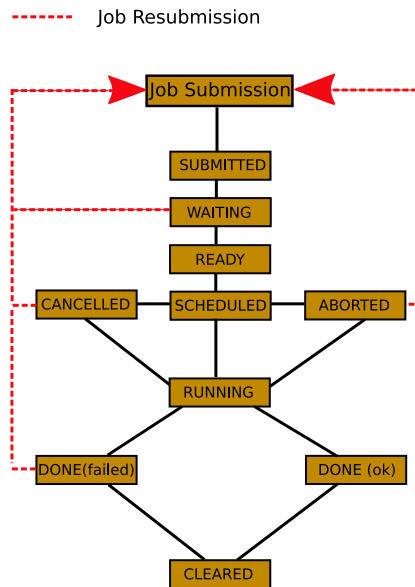 Job Resubmission
Job Submission
SUBMITTED
WAITING
READY
CANCELLED
SCHEDULED
ABORTED
RUNNING
DONE(failed)
DONE (ok)
CLEARED